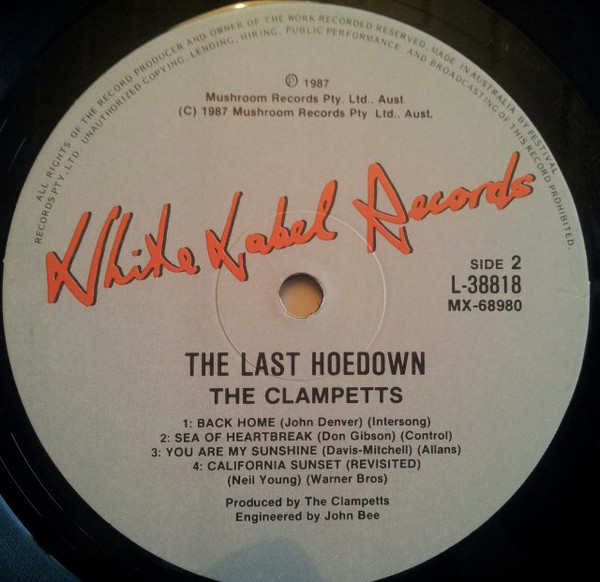 ALL RIGHTS OF THE RECORD PRODUCER AND OWNER OF THE WORK RECORDED RESERVED. MADE IN AUSTRALIA BY FESTIVAL
RECORDS PTY. LTD. UNAUTHORIZED COPYING, LENDING, HIRING, PUBLIC PERFORMANCE AND BROADCASTING OF THIS RECORD PROHIBITED.
℗ 1987
Mushroom Records Pty. Ltd., Aust.
(C) 1987 Mushroom Records Pty Ltd., Aust.
White Label Records
SIDE 2
L-38818
MX-68980
THE LAST HOEDOWN
THE CLAMPETTS
1: BACK HOME (John Denver) (Intersong)
2: SEA OF HEARTBREAK (Don Gibson) (Control)
3: YOU ARE MY SUNSHINE (Davis-Mitchell) (Allans)
4: CALIFORNIA SUNSET (REVISITED)
(Neil Young) (Warner Bros)
Produced by The Clampetts
Engineered by John Bee